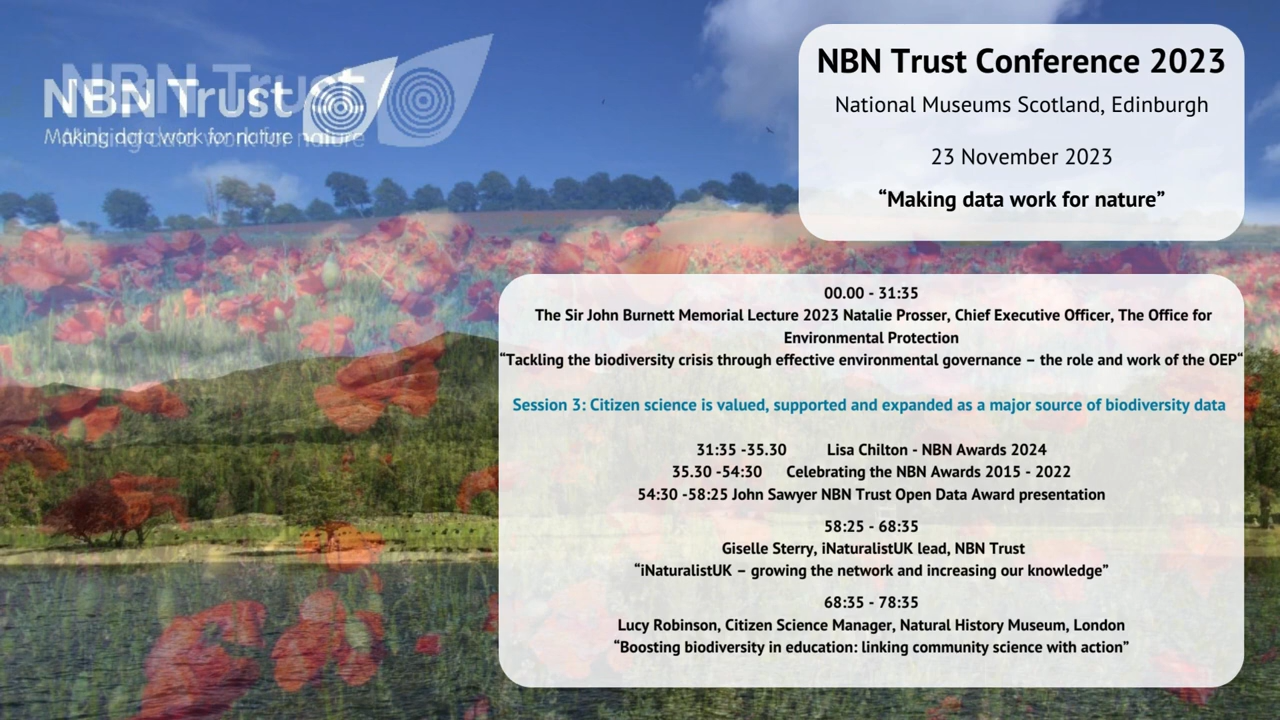 NBN Trust
Making data work for nature
NBN Trust Conference 2023
National Museums Scotland, Edinburgh
23 November 2023
“Making data work for nature”
00.00 - 31:35
The Sir John Burnett Memorial Lecture 2023 Natalie Prosser, Chief Executive Officer, The Office for
Environmental Protection
“Tackling the biodiversity crisis through effective environmental governance – the role and work of the OEP“
Session 3: Citizen science is valued, supported and expanded as a major source of biodiversity data
31:35 -35.30 Lisa Chilton - NBN Awards 2024
35.30 -54:30 Celebrating the NBN Awards 2015 - 2022
54:30 -58:25 John Sawyer NBN Trust Open Data Award presentation
58:25 - 68:35
Giselle Sterry, iNaturalistUK lead, NBN Trust
“iNaturalistUK – growing the network and increasing our knowledge”
68:35 - 78:35
Lucy Robinson, Citizen Science Manager, Natural History Museum, London
“Boosting biodiversity in education: linking community science with action”